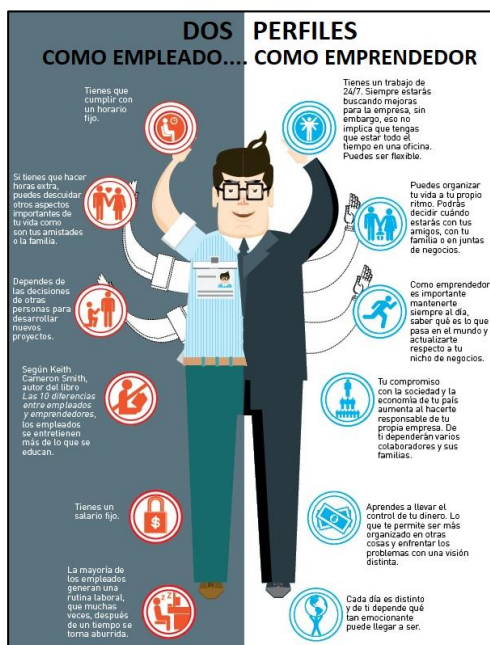 DOS PERFILES
COMO EMPLEADO.... COMO EMPRENDEDOR
Tienes que
cumplir con
un horario
fijo.
Si tienes que hacer
horas extra,
puedes descuidar
otros aspectos
importantes de
tu vida como
son tus amistades
o la familia.
Dependes de
las decisiones
de otras
personas para
desarrollar
nuevos
proyectos.
Según Keith
Cameron Smith,
autor del libro
Las 10 diferencias
entre empleados
y emprendedores,
los empleados
se entretienen
más de lo que se
educan.
Tienes un
salario fijo.
La mayoría de
los empleados
generan una
rutina laboral,
que muchas
veces, después
de un tiempo se
torna aburrida.
Tienes un trabajo de
24/7. Siempre estarás
buscando mejoras
para la empresa, sin
embargo, eso no
implica que tengas
que estar todo el
tiempo en una oficina.
Puedes ser flexible.
Puedes organizar
tu vida a tu propio
ritmo. Podrás
decidir cuándo
estarás con tus
amigos, con tu
familia o en juntas
de negocios.
Como emprendedor
es importante
mantenerte
siempre al día,
saber qué es lo que
pasa en el mundo y
actualizarte
respecto a tu
nicho de negocios.
Tu compromiso
con la sociedad y la
economía de tu país
aumenta al hacerte
responsable de tu
propia empresa. De
ti dependerán varios
colaboradores y sus
familias.
$
Aprendes a llevar el
control de tu dinero. Lo
que te permite ser más
organizado en otras
cosas y enfrentar los
problemas con una visión
distinta.
Cada día es distinto
y de ti depende qué
tan emocionante
puede llegar a ser.